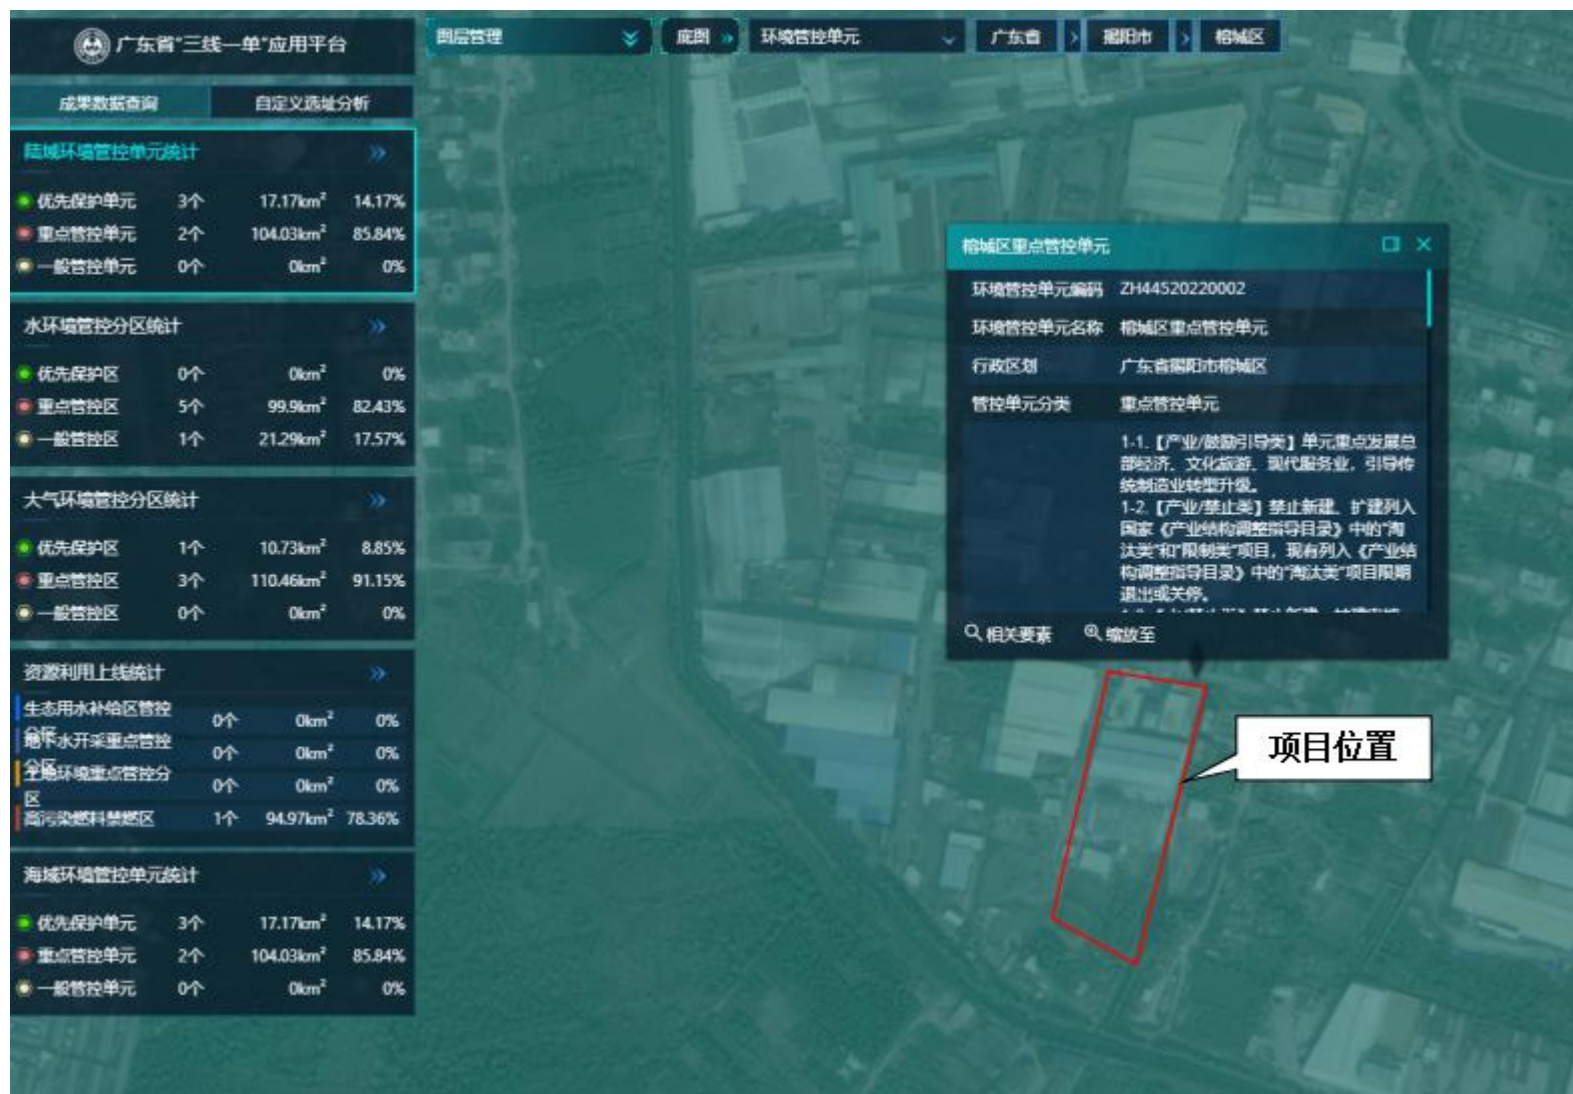 广东省"三线一单"应用平台
图层管理
底图
环境管控单元
广东省
揭阳市
榕城区
成果数据查询
自定义选址分析
陆域环境管控单元统计
优先保护单元 3个 17.17km² 14.17%
重点管控单元 2个 104.03km² 85.84%
一般管控单元 0个 0km² 0%
水环境管控分区统计
优先保护区 0个 0km² 0%
重点管控区 5个 99.9km² 82.43%
一般管控区 1个 21.29km² 17.57%
大气环境管控分区统计
优先保护区 1个 10.73km² 8.85%
重点管控区 3个 110.46km² 91.15%
一般管控区 0个 0km² 0%
资源利用上线统计
生态用水补给区管控
分区 0个 0km² 0%
地下水开采重点管控
分区 0个 0km² 0%
土地环境重点管控分
区 0个 0km² 0%
高污染燃料禁燃区 1个 94.97km² 78.36%
海域环境管控单元统计
优先保护单元 3个 17.17km² 14.17%
重点管控单元 2个 104.03km² 85.84%
一般管控单元 0个 0km² 0%
榕城区重点管控单元
环境管控单元编码 ZH44520220002
环境管控单元名称 榕城区重点管控单元
行政区划 广东省揭阳市榕城区
管控单元分类 重点管控单元
1-1.【产业/鼓励引导类】单元重点发展总
部经济、文化旅游、现代服务业，引导传
统制造业转型升级。
1-2.【产业/禁止类】禁止新建、扩建列入
国家《产业结构调整指导目录》中的"淘
汰类"和"限制类"项目，现有列入《产业结
构调整指导目录》中的"淘汰类"项目限期
退出或关停。
相关要素
缩放至
项目位置